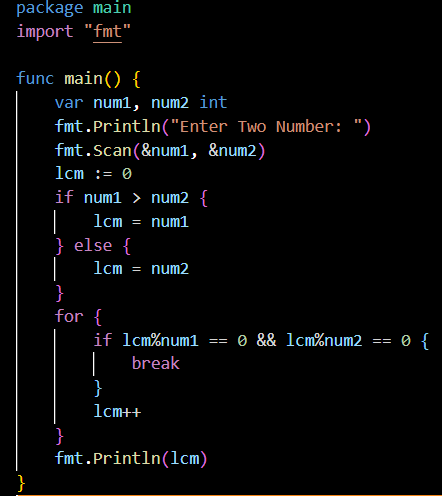 package main
import "fmt"
func main() {
    var num1, num2 int
    fmt.Println("Enter Two Number: ")
    fmt.Scan(&num1, &num2)
    lcm := 0
    if num1 > num2 {
        lcm = num1
    } else {
        lcm = num2
    }
    for {
        if lcm%num1 == 0 && lcm%num2 == 0 {
            break
        }
        lcm++
    }
    fmt.Println(lcm)
}